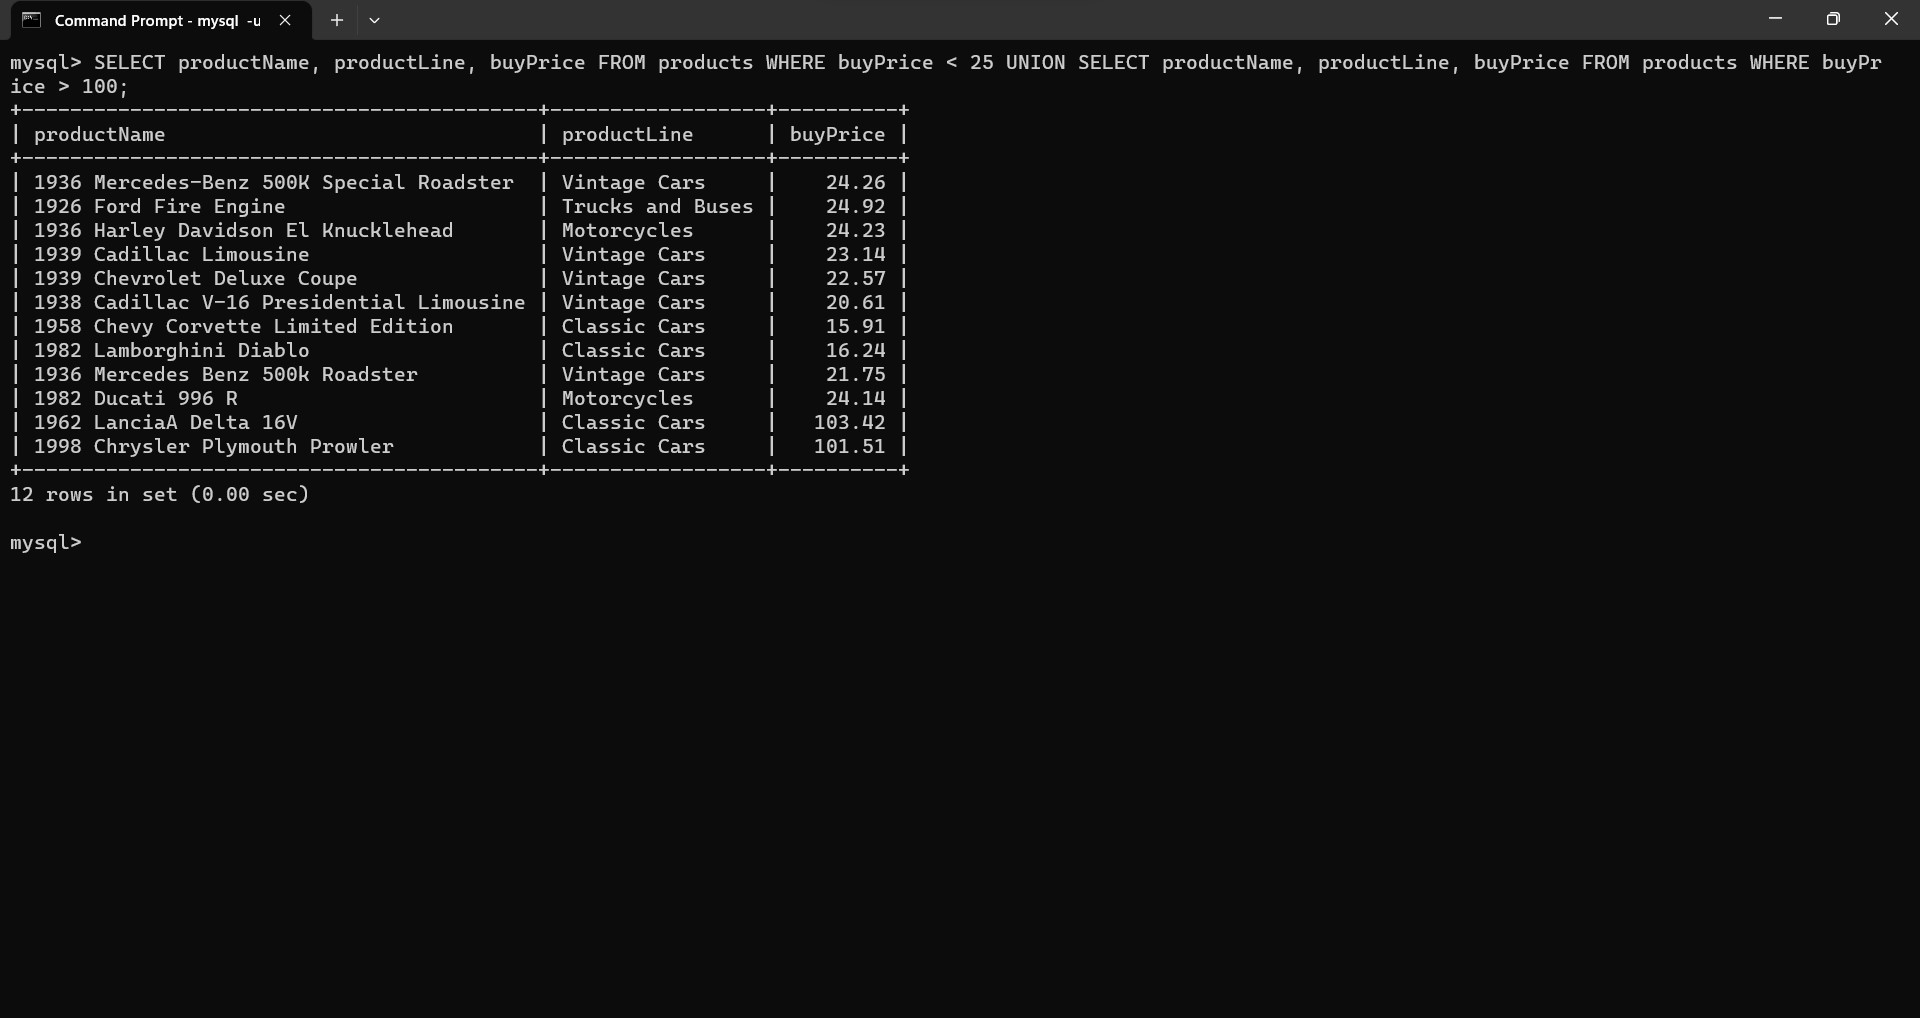 Command Prompt - mysql -u
mysql> SELECT productName, productLine, buyPrice FROM products WHERE buyPrice < 25 UNION SELECT productName, productLine, buyPrice FROM products WHERE buyPr
ice > 100;
+-------------------------------------------+------------------+----------+
| productName                               | productLine      | buyPrice |
+-------------------------------------------+------------------+----------+
| 1936 Mercedes-Benz 500K Special Roadster  | Vintage Cars     |    24.26 |
| 1926 Ford Fire Engine                     | Trucks and Buses |    24.92 |
| 1936 Harley Davidson El Knucklehead       | Motorcycles      |    24.23 |
| 1939 Cadillac Limousine                   | Vintage Cars     |    23.14 |
| 1939 Chevrolet Deluxe Coupe               | Vintage Cars     |    22.57 |
| 1938 Cadillac V-16 Presidential Limousine | Vintage Cars     |    20.61 |
| 1958 Chevy Corvette Limited Edition       | Classic Cars     |    15.91 |
| 1982 Lamborghini Diablo                   | Classic Cars     |    16.24 |
| 1936 Mercedes Benz 500k Roadster          | Vintage Cars     |    21.75 |
| 1982 Ducati 996 R                         | Motorcycles      |    24.14 |
| 1962 LanciaA Delta 16V                    | Classic Cars     |   103.42 |
| 1998 Chrysler Plymouth Prowler            | Classic Cars     |   101.51 |
+-------------------------------------------+------------------+----------+
12 rows in set (0.00 sec)
mysql>